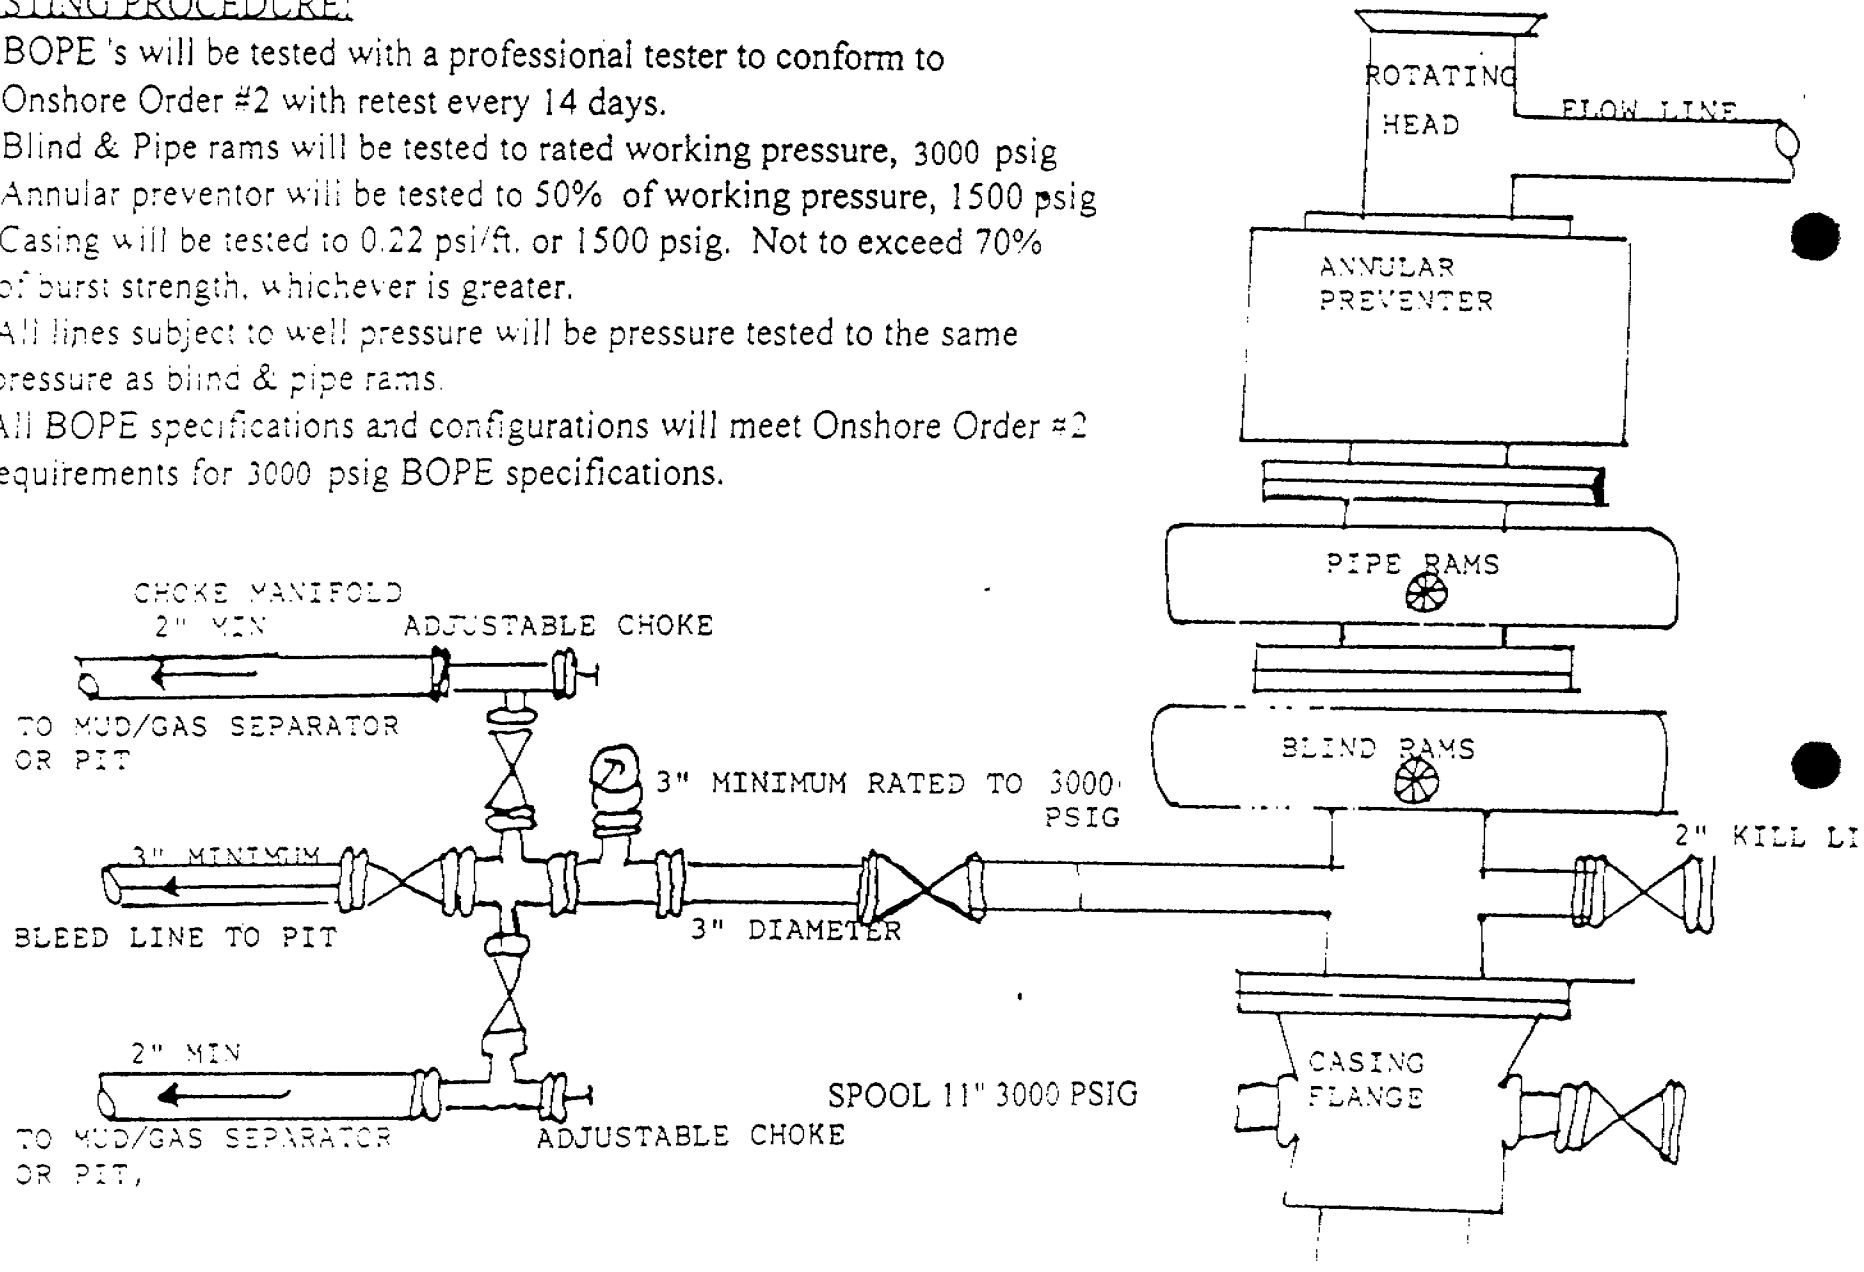 STING PROCEDURE:
BOPE 's will be tested with a professional tester to conform to
Onshore Order #2 with retest every 14 days.
Blind & Pipe rams will be tested to rated working pressure, 3000 psig
Annular preventor will be tested to 50% of working pressure, 1500 psig
Casing will be tested to 0.22 psi/ft. or 1500 psig. Not to exceed 70%
of burst strength, whichever is greater.
All lines subject to well pressure will be pressure tested to the same
pressure as blind & pipe rams.
All BOPE specifications and configurations will meet Onshore Order #2
equirements for 3000 psig BOPE specifications.
ROTATING
HEAD
FLOW LINE
ANNULAR
PREVENTER
PIPE RAMS
BLIND RAMS
2" KILL LI
CASING
FLANGE
CHOKE MANIFOLD
2" MIN
ADJUSTABLE CHOKE
TO MUD/GAS SEPARATOR
OR PIT
3" MINIMUM RATED TO 3000
PSIG
3" MINIMUM
BLEED LINE TO PIT
3" DIAMETER
2" MIN
SPOOL 11" 3000 PSIG
TO MUD/GAS SEPARATOR
OR PIT,
ADJUSTABLE CHOKE